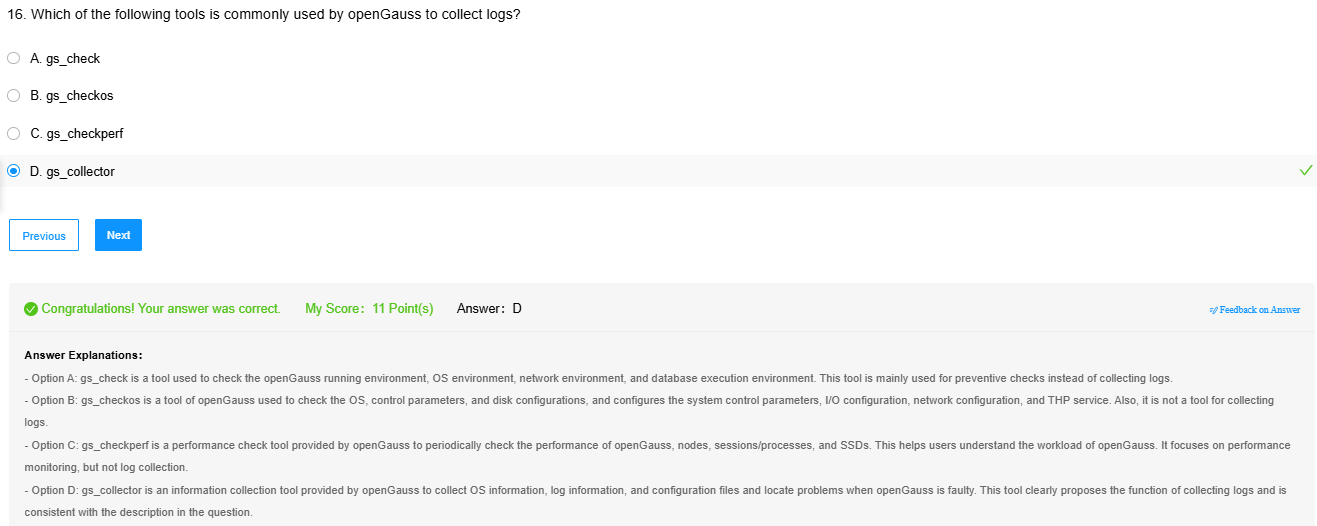 16. Which of the following tools is commonly used by openGauss to collect logs?
A. gs_check
B. gs_checkos
C. gs_checkperf
D. gs_collector
Previous Next
Congratulations! Your answer was correct. My Score: 11 Point(s) Answer: D Feedback on Answer
Answer Explanations:
- Option A: gs_check is a tool used to check the openGauss running environment, OS environment, network environment, and database execution environment. This tool is mainly used for preventive checks instead of collecting logs.
- Option B: gs_checkos is a tool of openGauss used to check the OS, control parameters, and disk configurations, and configures the system control parameters, I/O configuration, network configuration, and THP service. Also, it is not a tool for collecting
logs.
- Option C: gs_checkperf is a performance check tool provided by openGauss to periodically check the performance of openGauss, nodes, sessions/processes, and SSDs. This helps users understand the workload of openGauss. It focuses on performance
monitoring, but not log collection.
- Option D: gs_collector is an information collection tool provided by openGauss to collect OS information, log information, and configuration files and locate problems when openGauss is faulty. This tool clearly proposes the function of collecting logs and is
consistent with the description in the question.